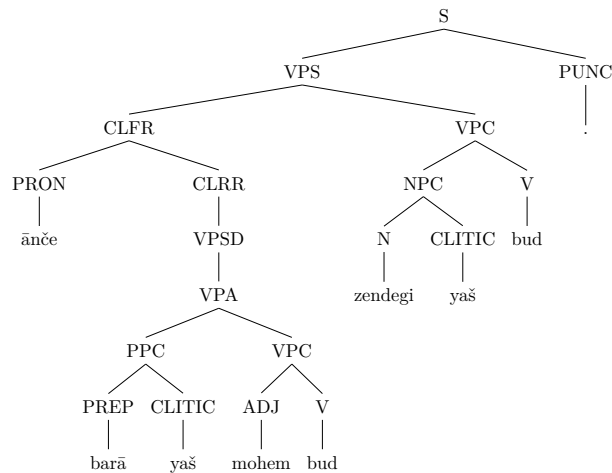 S
VPS PUNC
CLFR VPC .
PRON CLRR NPC V
ānče VPSD N CLITIC bud
VPA zendegi yaš
PPC VPC
PREP CLITIC ADJ V
barā yaš mohem bud